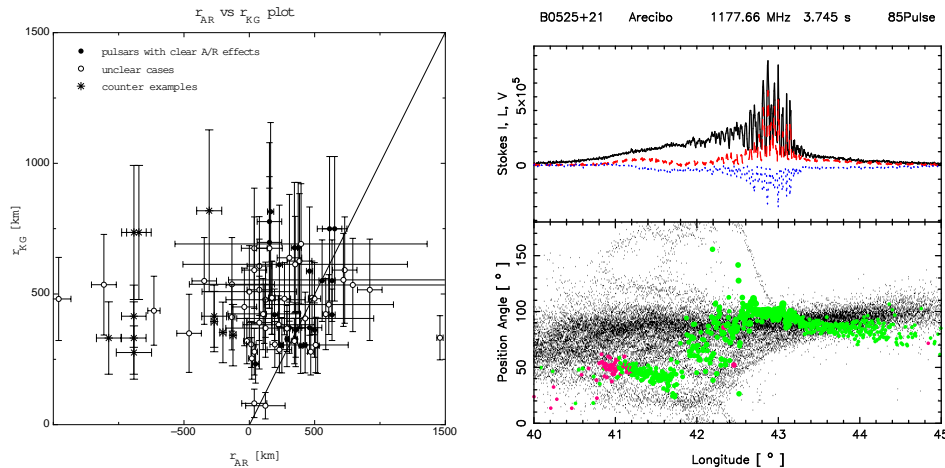 r_AR vs r_KG plot
1500
pulsars with clear A/R effects
unclear cases
counter examples
1000
r_KG [km]
500
0
−500
0
500
1000
1500
r_AR [km]
B0525+21 Arecibo 1177.66 MHz 3.745 s 85Pulse
Stokes I, L, V
5×10⁵
0
Position Angle [ ° ]
150
100
50
0
40
41
42
43
44
45
Longitude [ ° ]